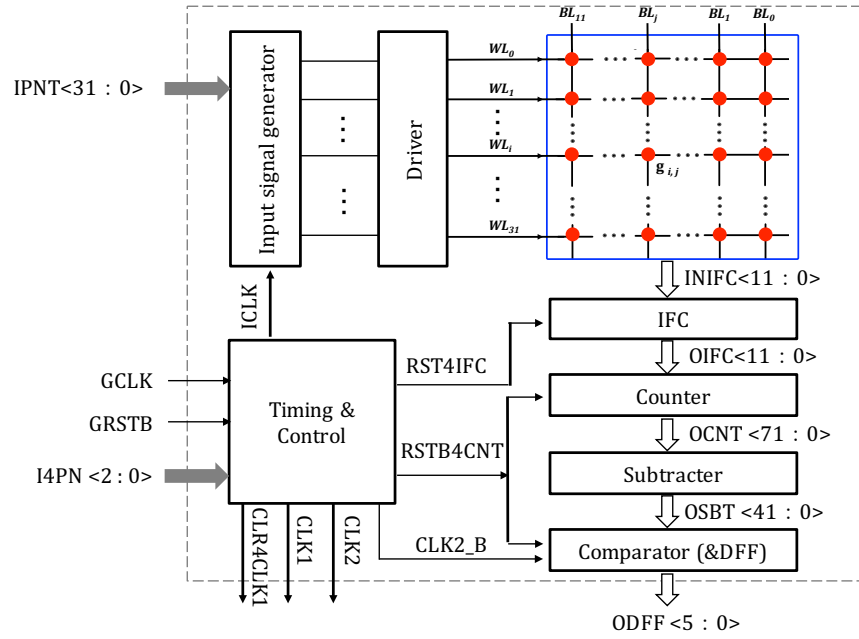 BL11 BLj BL1 BL0
IPNT<31 : 0>
Input signal generator
Driver
WL0
WL1
WLi
WL31
g i,j
INIFC<11 : 0>
IFC
OIFC<11 : 0>
Counter
OCNT <71 : 0>
Subtracter
OSBT <41 : 0>
Comparator (&DFF)
ODFF <5 : 0>
ICLK
GCLK
GRSTB
I4PN <2 : 0>
Timing &
Control
RST4IFC
RSTB4CNT
CLK2_B
CLR4CLK1
CLK1
CLK2